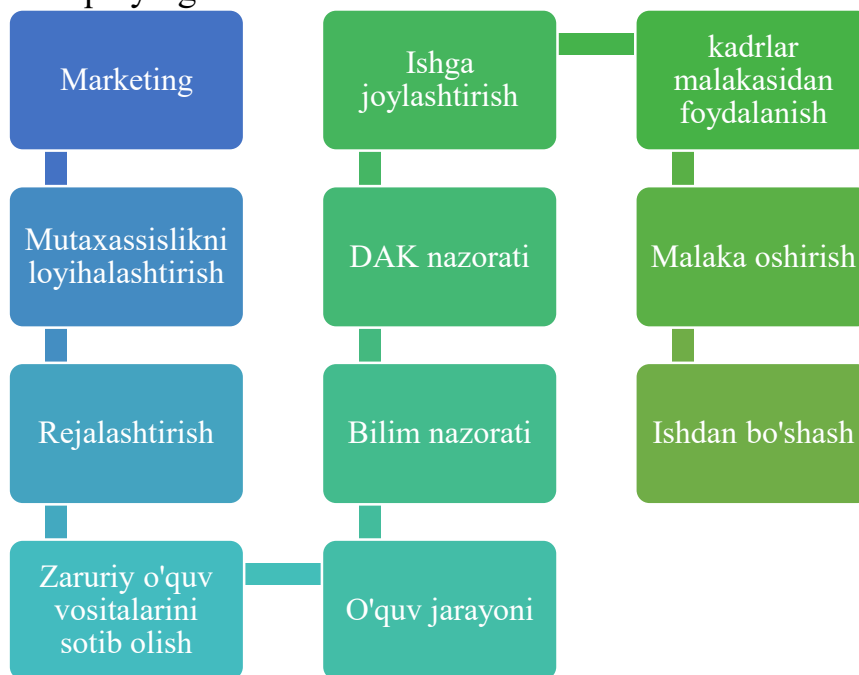 Marketing
Mutaxassislikni
loyihalashtirish
Rejalashtirish
Zaruriy o'quv
vositalarini
sotib olish
O'quv jarayoni
Bilim nazorati
DAK nazorati
Ishga
joylashtirish
kadrlar
malakasidan
foydalanish
Malaka oshirish
Ishdan bo'shash